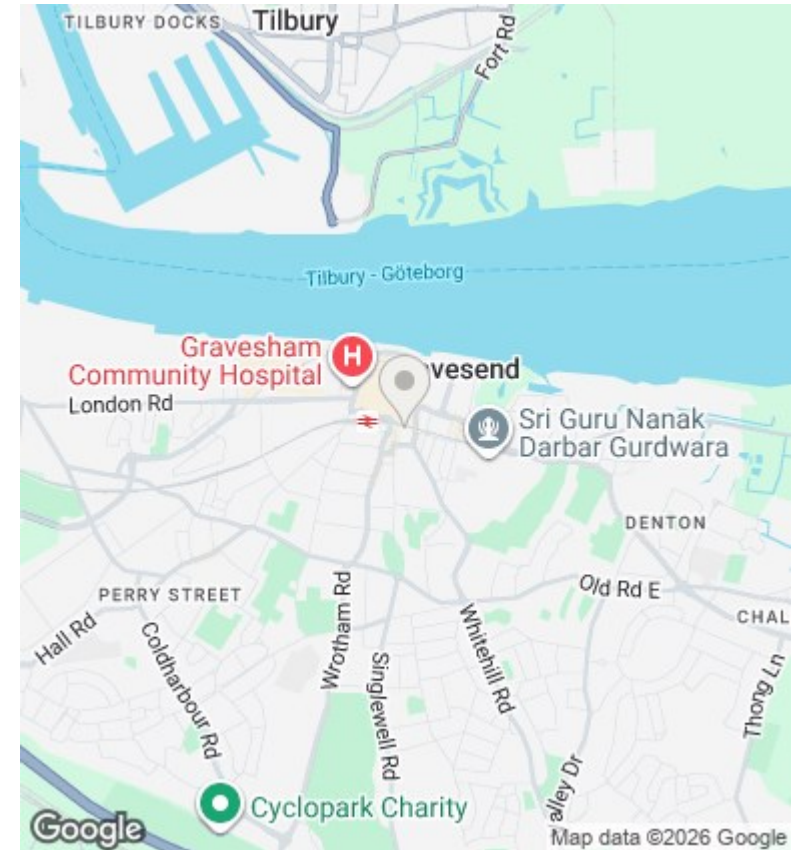 TILBURY DOCKS
Tilbury
Fort Rd
Tilbury - Göteborg
Gravesham
Community Hospital
H
vesend
London Rd
Sri Guru Nanak
Darbar Gurdwara
DENTON
PERRY STREET
Old Rd E
CHAL
Hall Rd
Coldharbour Rd
Wrotham Rd
Singlewell Rd
Whitehill Rd
Thong Ln
alley Dr
Cyclopark Charity
Google
Map data ©2026 Google